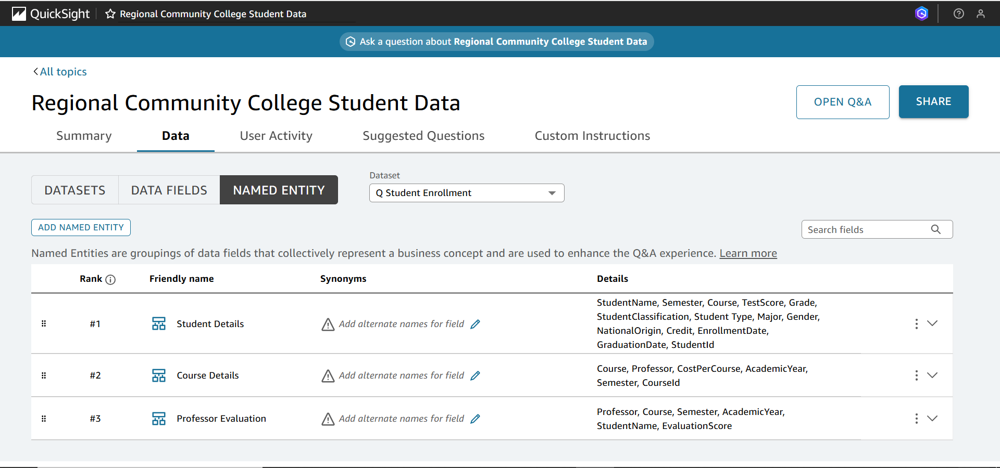 QuickSight
Regional Community College Student Data
Ask a question about Regional Community College Student Data
All topics
Regional Community College Student Data
OPEN Q&A
SHARE
Summary
Data
User Activity
Suggested Questions
Custom Instructions
DATASETS
DATA FIELDS
NAMED ENTITY
Dataset
Q Student Enrollment
ADD NAMED ENTITY
Search fields
Named Entities are groupings of data fields that collectively represent a business concept and are used to enhance the Q&A experience. Learn more
Rank
Friendly name
Synonyms
Details
#1
Student Details
Add alternate names for field
StudentName, Semester, Course, TestScore, Grade,
StudentClassification, Student Type, Major, Gender,
NationalOrigin, Credit, EnrollmentDate,
GraduationDate, StudentId
#2
Course Details
Add alternate names for field
Course, Professor, CostPerCourse, AcademicYear,
Semester, CourseId
#3
Professor Evaluation
Add alternate names for field
Professor, Course, Semester, AcademicYear,
StudentName, EvaluationScore